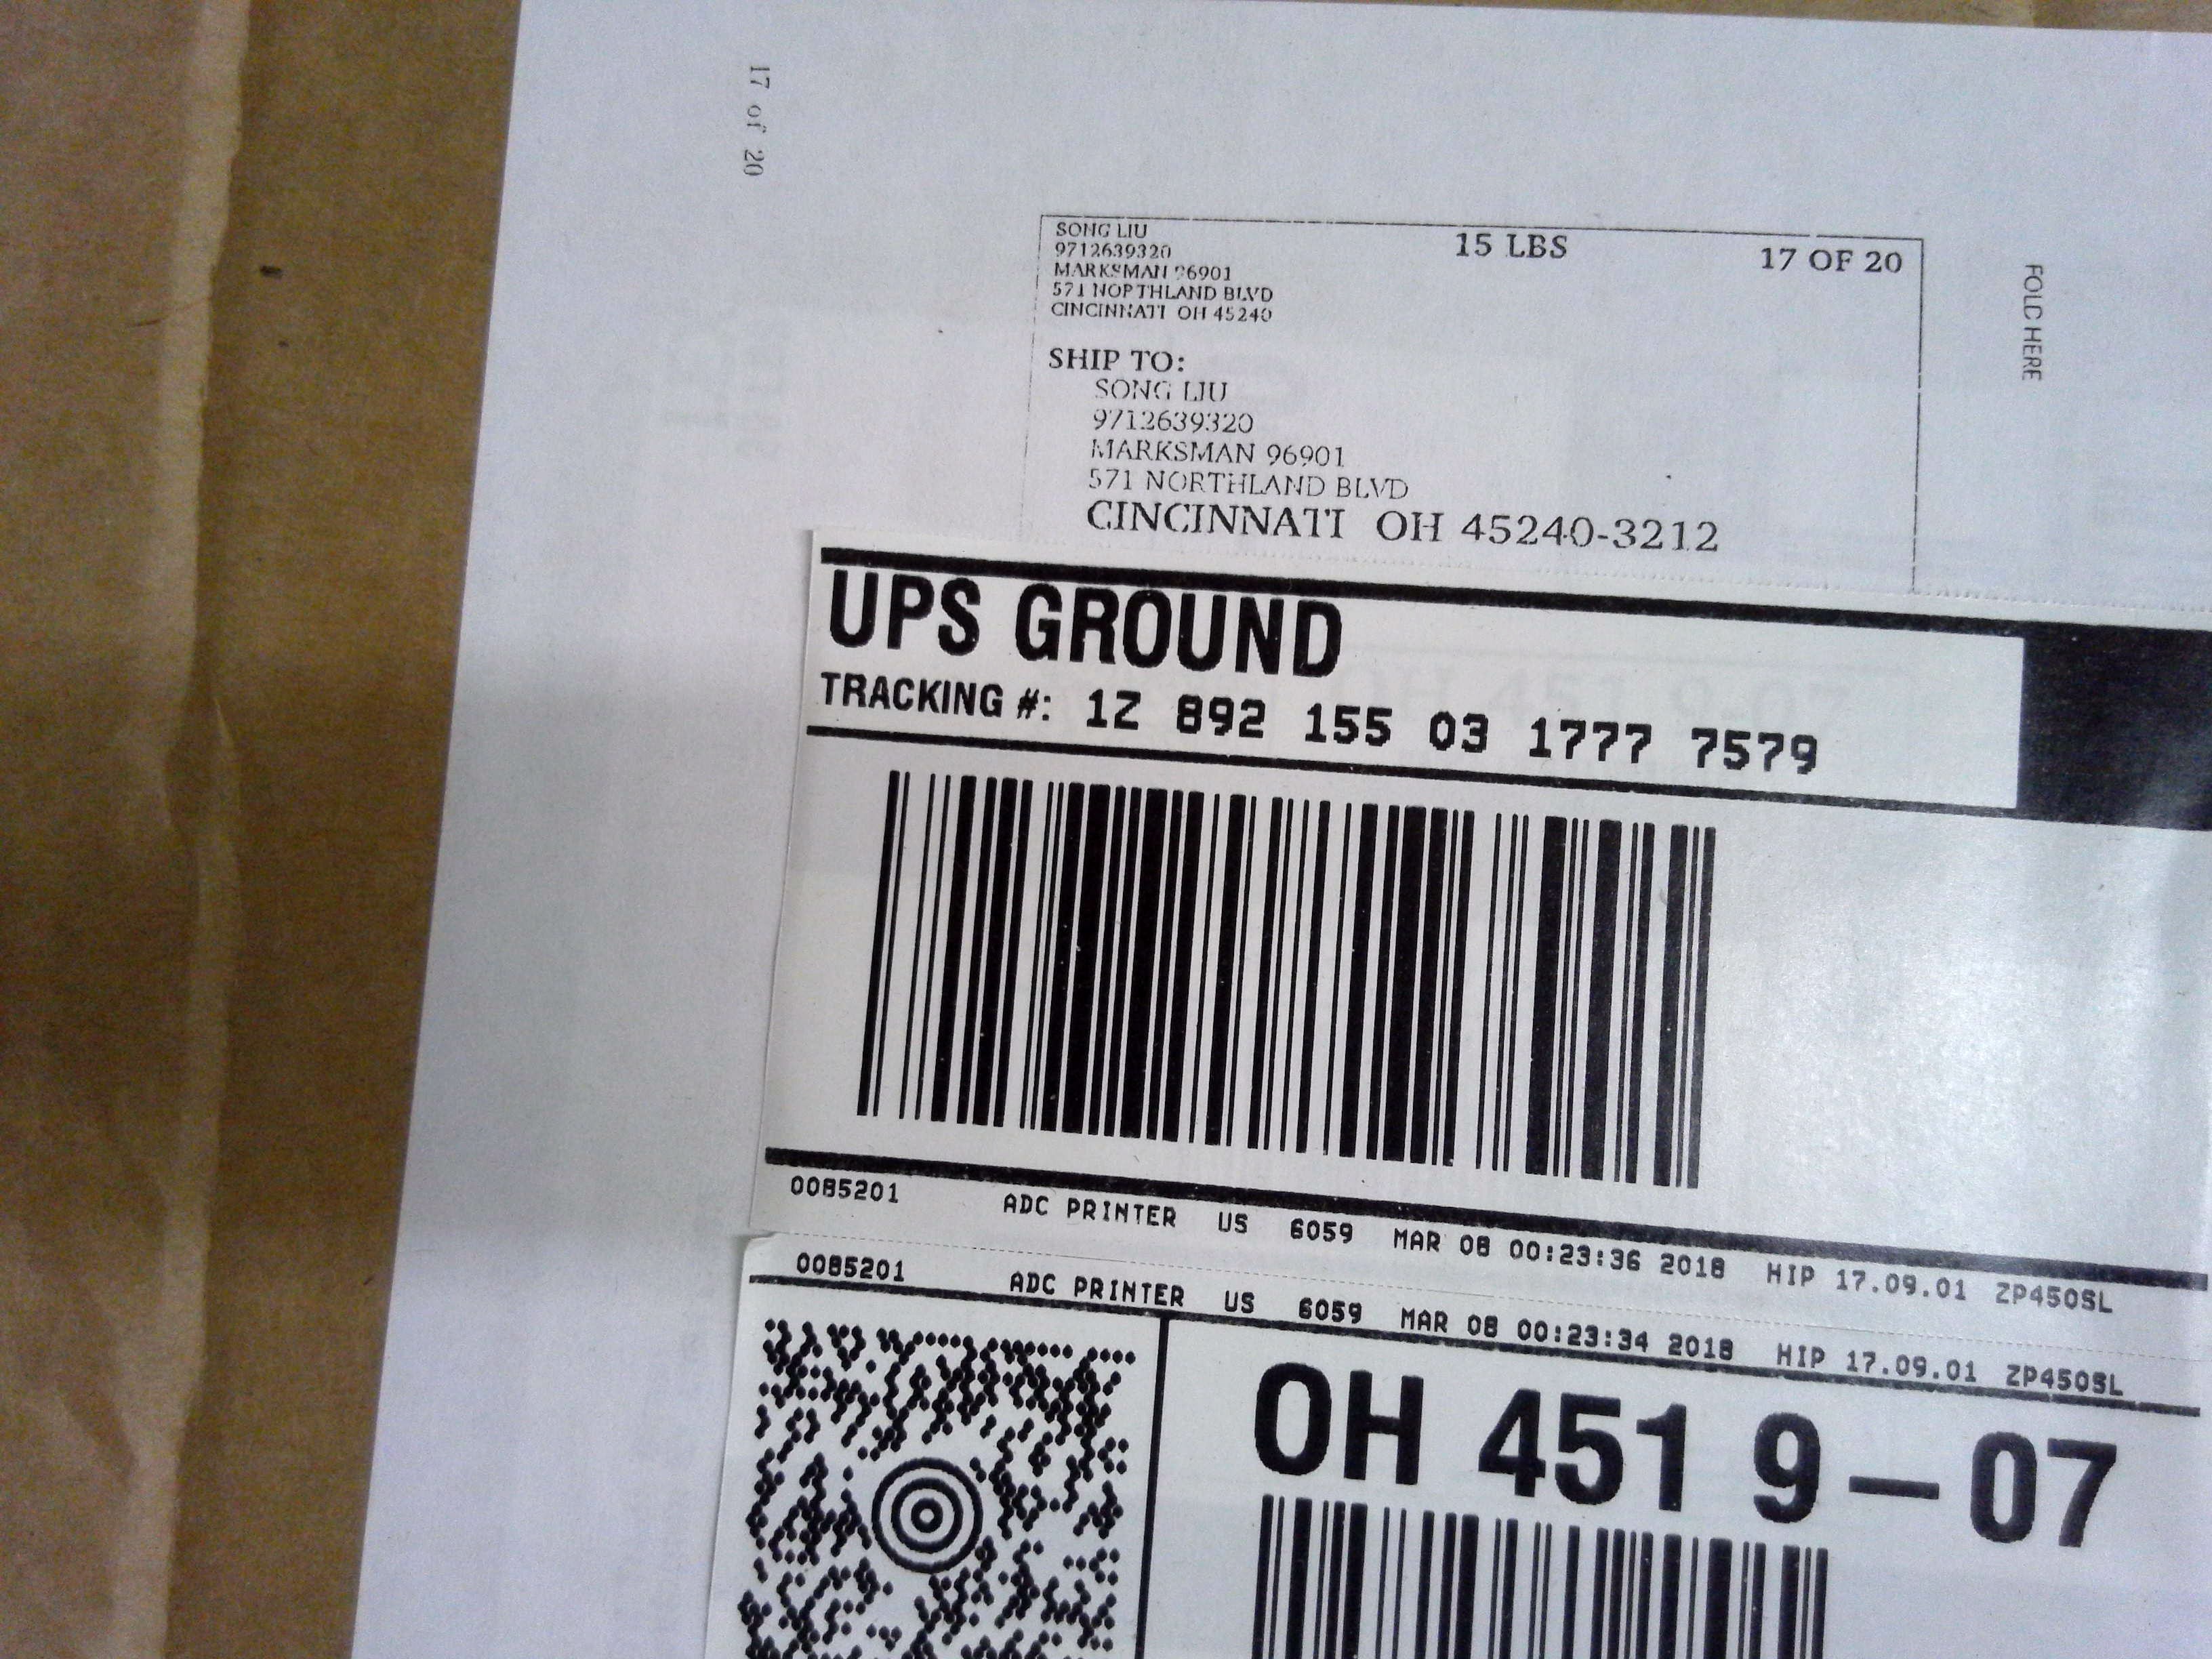 17 of 20
SONG LIU
9712639320
MARKSMAN 96901
571 NORTHLAND BLVD
CINCINNATI OH 45240
15 LBS
17 OF 20
FOLD HERE
SHIP TO:
SONG LIU
9712639320
MARKSMAN 96901
571 NORTHLAND BLVD
CINCINNATI OH 45240-3212
UPS GROUND
TRACKING #: 1Z 892 155 03 1777 7579
0085201 ADC PRINTER US 6059 MAR 08 00:23:36 2018 HIP 17.09.01 ZP450SL
0085201 ADC PRINTER US 6059 MAR 08 00:23:34 2018 HIP 17.09.01 ZP450SL
OH 451 9-07